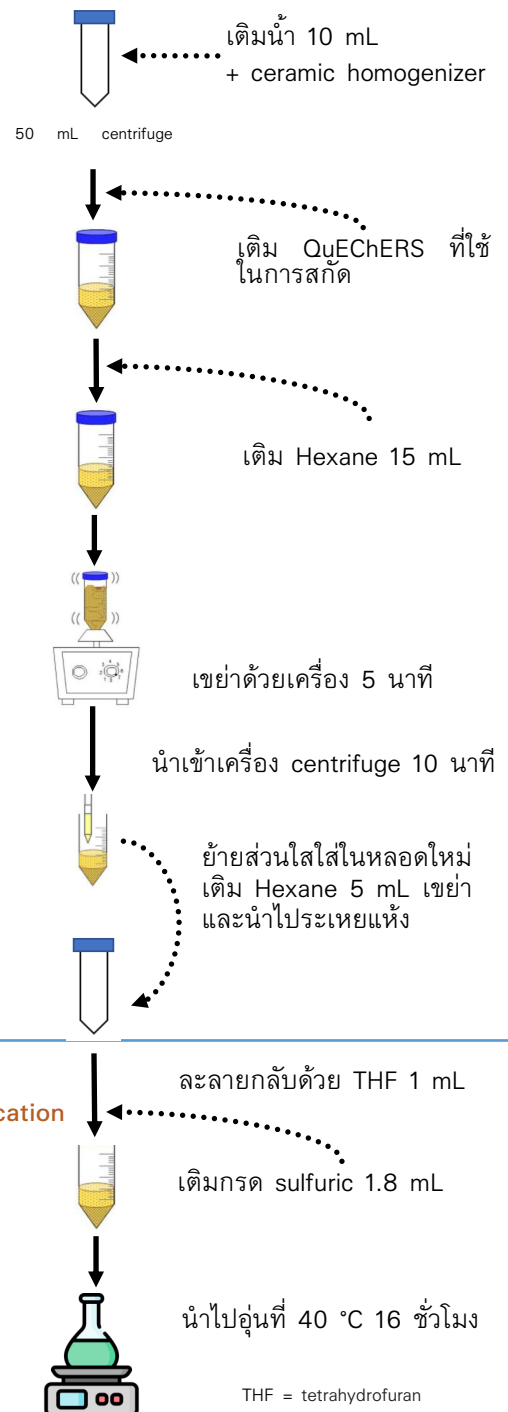 เติมน้ำ 10 mL
+ ceramic homogenizer
50 mL centrifuge
เติม QuEChERS ที่ใช้
ในการสกัด
เติม Hexane 15 mL
เขย่าด้วยเครื่อง 5 นาที
นำเข้าเครื่อง centrifuge 10 นาที
ย้ายส่วนใสใส่ในหลอดใหม่
เติม Hexane 5 mL เขย่า
และนำไประเหยแห้ง
ละลายกลับด้วย THF 1 mL
cation
เติมกรด sulfuric 1.8 mL
นำไปอุ่นที่ 40 °C 16 ชั่วโมง
THF = tetrahydrofuran